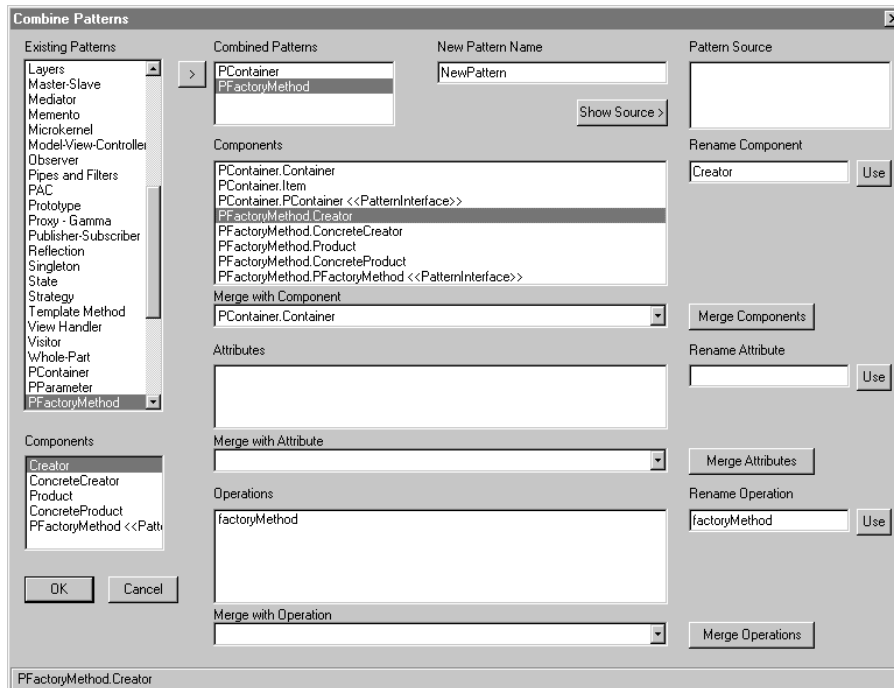 Combine Patterns
Existing Patterns
Layers
Master-Slave
Mediator
Memento
Microkernel
Model-View-Controller
Observer
Pipes and Filters
PAC
Prototype
Proxy - Gamma
Publisher-Subscriber
Reflection
Singleton
State
Strategy
Template Method
View Handler
Visitor
Whole-Part
PContainer
PParameter
PFactoryMethod
Components
Creator
ConcreteCreator
Product
ConcreteProduct
PFactoryMethod <<Patt
OK
Cancel
>
Combined Patterns
PContainer
PFactoryMethod
New Pattern Name
NewPattern
Show Source >
Pattern Source
Components
PContainer.Container
PContainer.Item
PContainer.PContainer <<PatternInterface>>
PFactoryMethod.Creator
PFactoryMethod.ConcreteCreator
PFactoryMethod.Product
PFactoryMethod.ConcreteProduct
PFactoryMethod.PFactoryMethod <<PatternInterface>>
Rename Component
Creator
Use
Merge with Component
PContainer.Container
Merge Components
Attributes
Rename Attribute
Use
Merge with Attribute
Merge Attributes
Operations
factoryMethod
Rename Operation
factoryMethod
Use
Merge with Operation
Merge Operations
PFactoryMethod.Creator